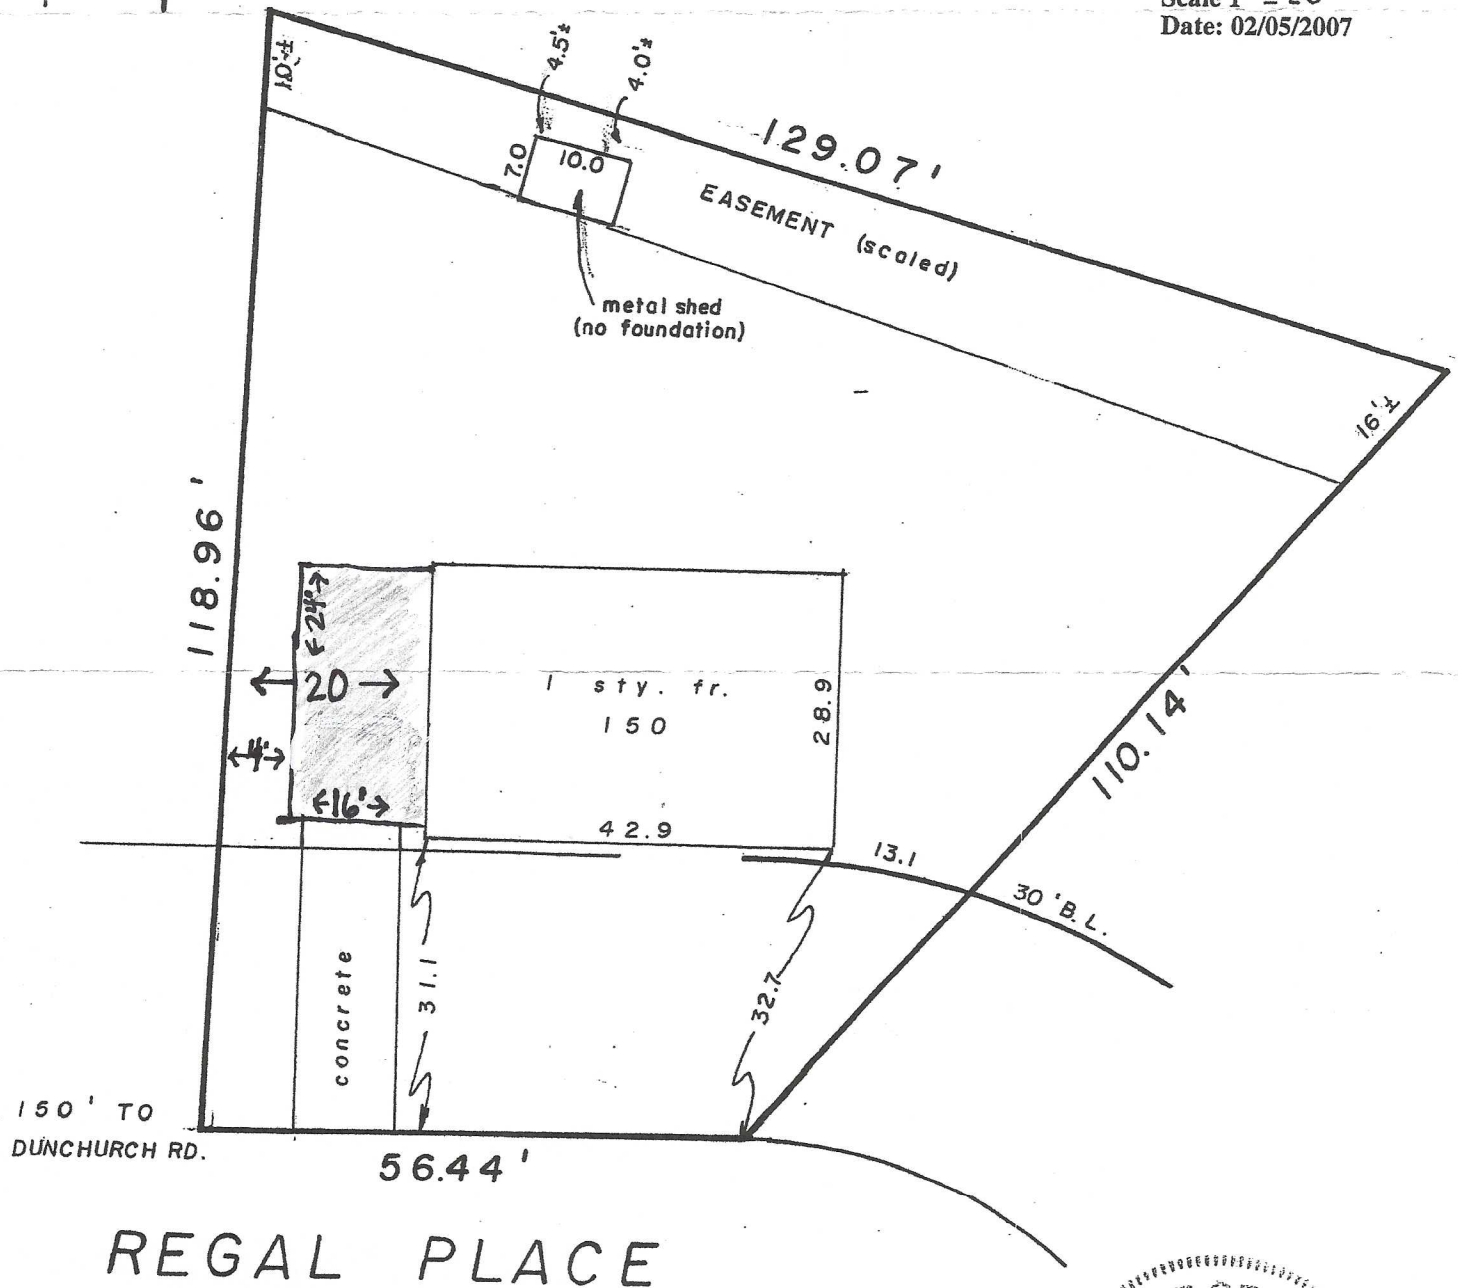 Date: 02/05/2007
10'±
4.5'±
4.0'±
129.07'
7.0
10.0
EASEMENT (scaled)
metal shed
(no foundation)
16'±
118.96'
24'
20
1 sty. fr.
150
28.9
4'
16'
110.14'
42.9
13.1
30' B.L.
concrete
31.1
32.7
150' TO
DUNCHURCH RD.
56.44'
REGAL PLACE